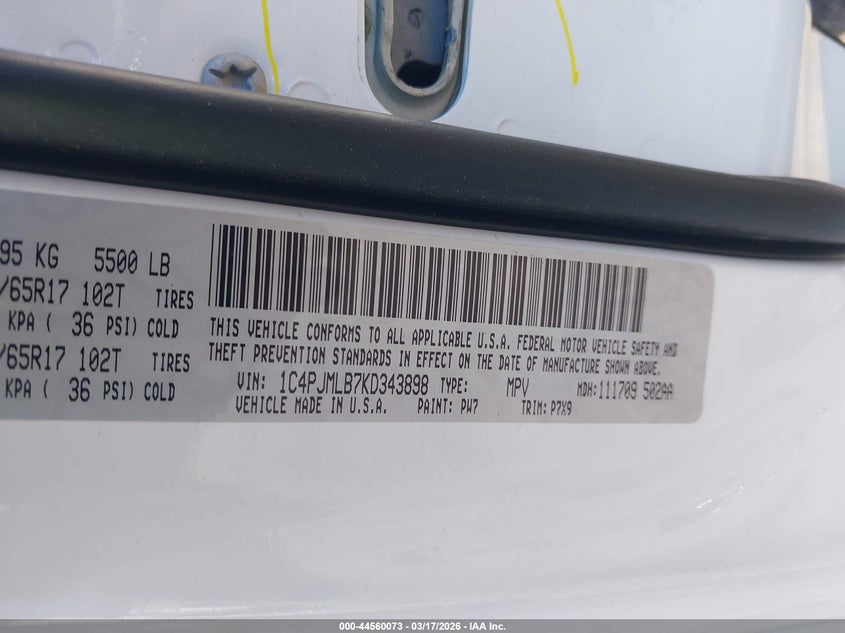 95 KG 5500 LB
/65R17 102T TIRES
KPA ( 36 PSI) COLD
/65R17 102T TIRES
KPA ( 36 PSI) COLD
THIS VEHICLE CONFORMS TO ALL APPLICABLE U.S.A. FEDERAL MOTOR VEHICLE SAFETY AND
THEFT PREVENTION STANDARDS IN EFFECT ON THE DATE OF MANUFACTURE SHOWN ABOVE.
VIN: 1C4PJMLB7KD343898 TYPE: MPV MDH:111709 502AA
VEHICLE MADE IN U.S.A. PAINT: PW7 TRIM: P7X9
000-44560073 — 03/17/2026 — IAA Inc.